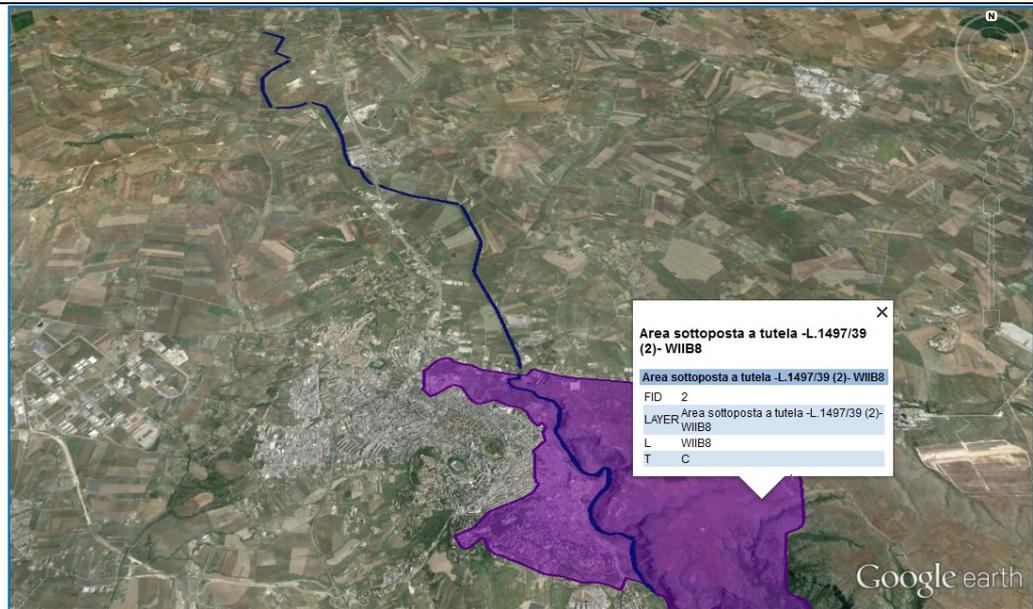 N
Area sottoposta a tutela -L.1497/39
(2)- WIIB8
Area sottoposta a tutela -L.1497/39 (2)- WIIB8
FID 2
LAYER Area sottoposta a tutela -L.1497/39 (2)-
WIIB8
L WIIB8
T C
Google earth